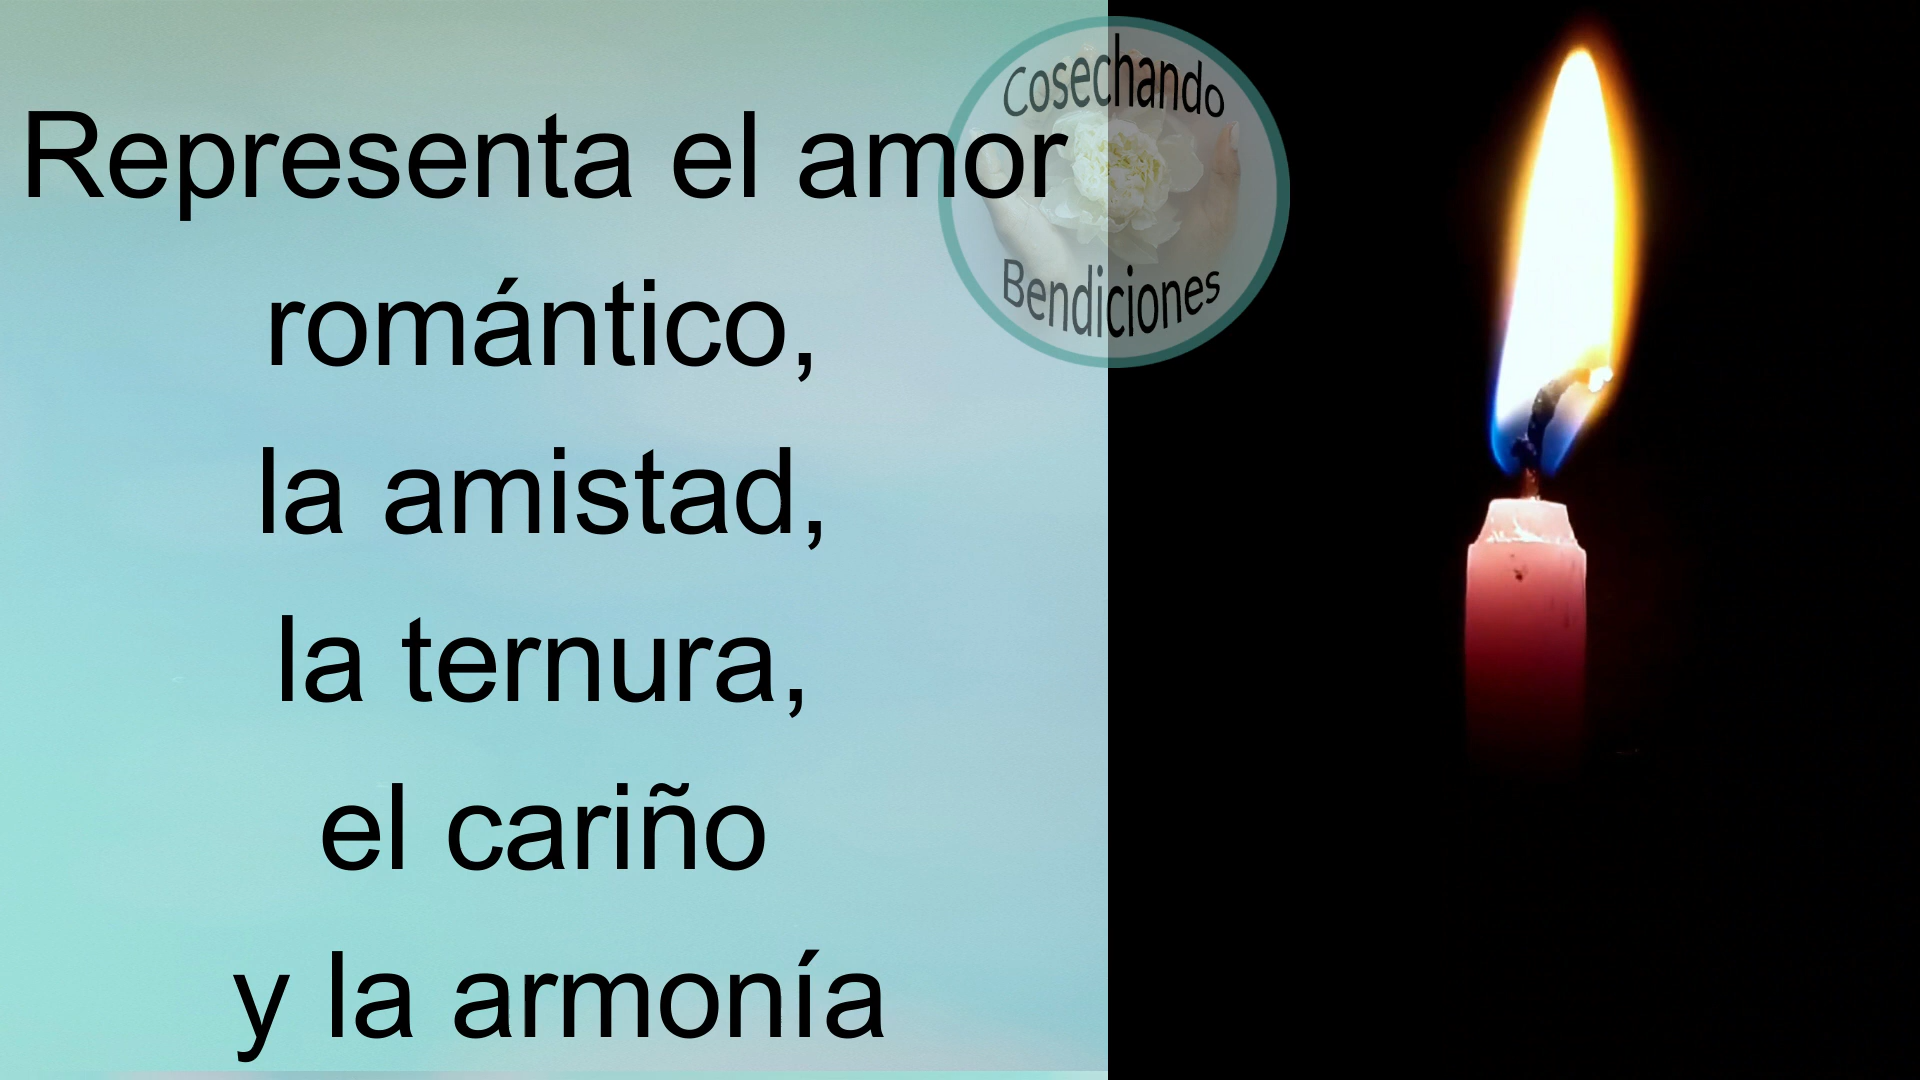 Cosechando
Bendiciones
Representa el amor
romántico,
la amistad,
la ternura,
el cariño
y la armonía